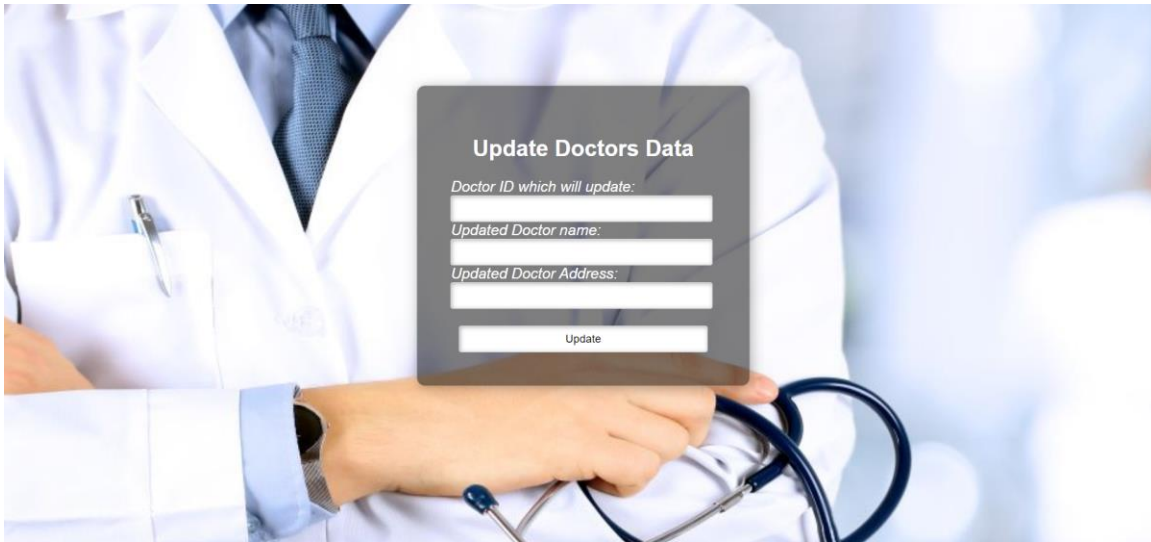 Update Doctors Data
Doctor ID which will update:
Updated Doctor name:
Updated Doctor Address:
Update